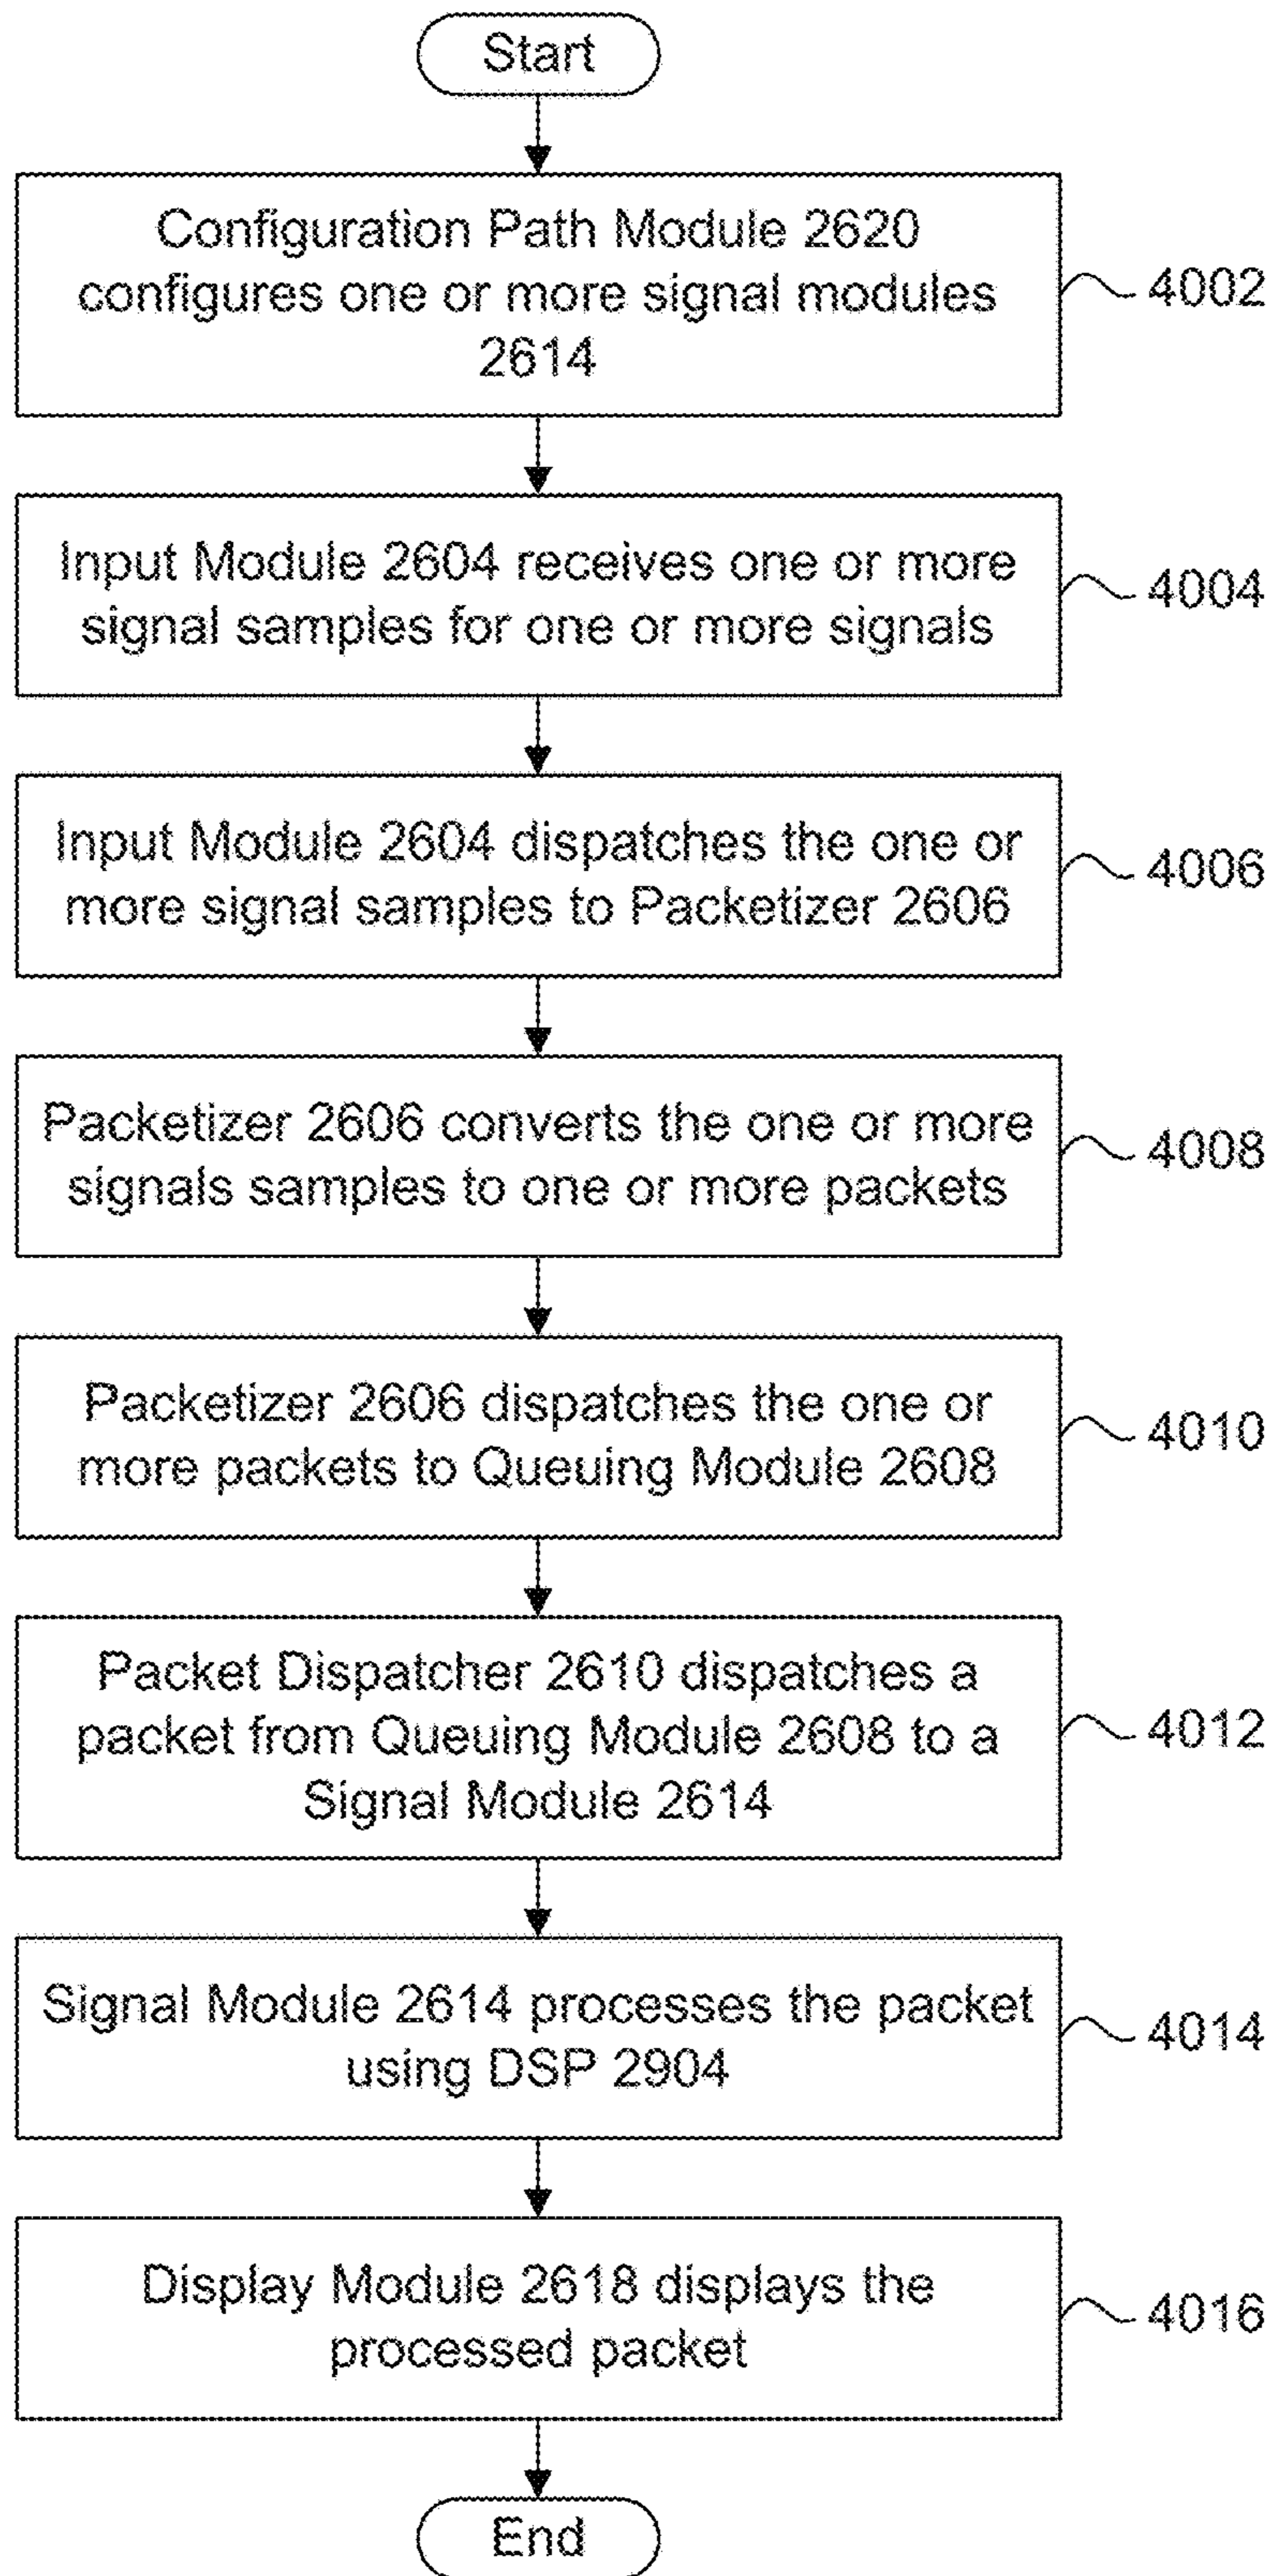 Start
Configuration Path Module 2620
configures one or more signal modules
2614
4002
Input Module 2604 receives one or more
signal samples for one or more signals
4004
Input Module 2604 dispatches the one or
more signal samples to Packetizer 2606
4006
Packetizer 2606 converts the one or more
signals samples to one or more packets
4008
Packetizer 2606 dispatches the one or
more packets to Queuing Module 2608
4010
Packet Dispatcher 2610 dispatches a
packet from Queuing Module 2608 to a
Signal Module 2614
4012
Signal Module 2614 processes the packet
using DSP 2904
4014
Display Module 2618 displays the
processed packet
4016
End